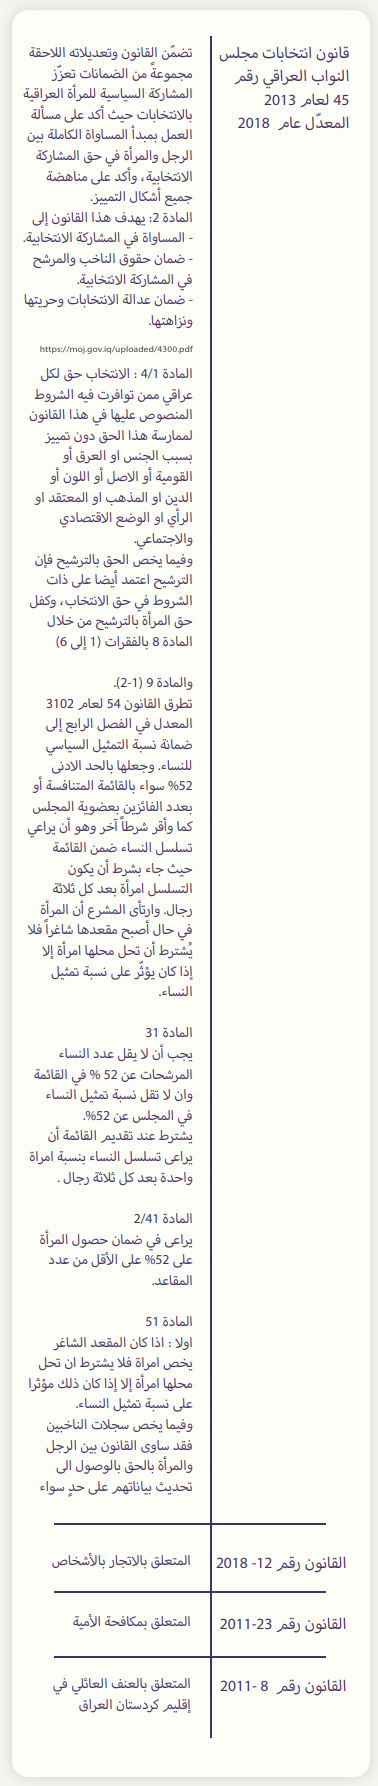 قانون انتخابات مجلس
النواب العراقي رقم
45 لعام 2013
المعدّل عام 2018
تضمّن القانون وتعديلاته اللاحقة
مجموعةً من الضمانات تعزّز
المشاركة السياسية للمرأة العراقية
بالانتخابات حيث أكد على مسألة
العمل بمبدأ المساواة الكاملة بين
الرجل والمرأة في حق المشاركة
الانتخابية، وأكد على مناهضة
جميع أشكال التمييز.
المادة 2: يهدف هذا القانون إلى
- المساواة في المشاركة الانتخابية.
- ضمان حقوق الناخب والمرشح
في المشاركة الانتخابية.
- ضمان عدالة الانتخابات وحريتها
ونزاهتها.
https://moj.gov.iq/uploaded/4300.pdf
المادة 4/1 : الانتخاب حق لكل
عراقي ممن توافرت فيه الشروط
المنصوص عليها في هذا القانون
لممارسة هذا الحق دون تمييز
بسبب الجنس او العرق أو
القومية أو الاصل أو اللون أو
الدين او المذهب او المعتقد او
الرأي او الوضع الاقتصادي
والاجتماعي.
وفيما يخص الحق بالترشيح فإن
الترشيح اعتمد أيضا على ذات
الشروط في حق الانتخاب، وكفل
حق المرأة بالترشيح من خلال
المادة 8 بالفقرات (1 إلى 6)
والمادة 9 (1-2).
تطرق القانون 54 لعام 3102
المعدل في الفصل الرابع إلى
ضمانة نسبة التمثيل السياسي
للنساء. وجعلها بالحد الادنى
52% سواء بالقائمة المتنافسة أو
بعدد الفائزين بعضوية المجلس
كما وأقر شرطاً آخر وهو أن يراعي
تسلسل النساء ضمن القائمة
حيث جاء بشرط أن يكون
التسلسل امرأة بعد كل ثلاثة
رجال. وارتأى المشرع أن المرأة
في حال أصبح مقعدها شاغراً فلا
يُشترط أن تحل محلها امرأة إلا
إذا كان يؤثّر على نسبة تمثيل
النساء.
المادة 31
يجب أن لا يقل عدد النساء
المرشحات عن 52 % في القائمة
وان لا تقل نسبة تمثيل النساء
في المجلس عن 52%.
يشترط عند تقديم القائمة أن
يراعى تسلسل النساء بنسبة امراة
واحدة بعد كل ثلاثة رجال .
المادة 2/41
يراعى في ضمان حصول المرأة
على 52% على الأقل من عدد
المقاعد.
المادة 51
اولا : اذا كان المقعد الشاغر
يخص امراة فلا يشترط ان تحل
محلها امرأة إلا إذا كان ذلك مؤثرا
على نسبة تمثيل النساء.
وفيما يخص سجلات الناخبين
فقد ساوى القانون بين الرجل
والمرأة بالحق بالوصول الى
تحديث بياناتهم على حدٍ سواء
القانون رقم 12- 2018
المتعلق بالاتجار بالأشخاص
القانون رقم 23-2011
المتعلق بمكافحة الأمية
القانون رقم 8 -2011
المتعلق بالعنف العائلي في
إقليم كردستان العراق